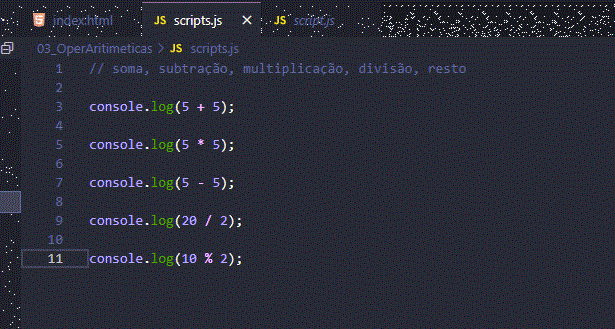 index.html JS scripts.js × JS script.js
03_OperAritimeticas > JS scripts.js
1 // soma, subtração, multiplicação, divisão, resto
2
3 console.log(5 + 5);
4
5 console.log(5 * 5);
6
7 console.log(5 - 5);
8
9 console.log(20 / 2);
10
11 console.log(10 % 2);